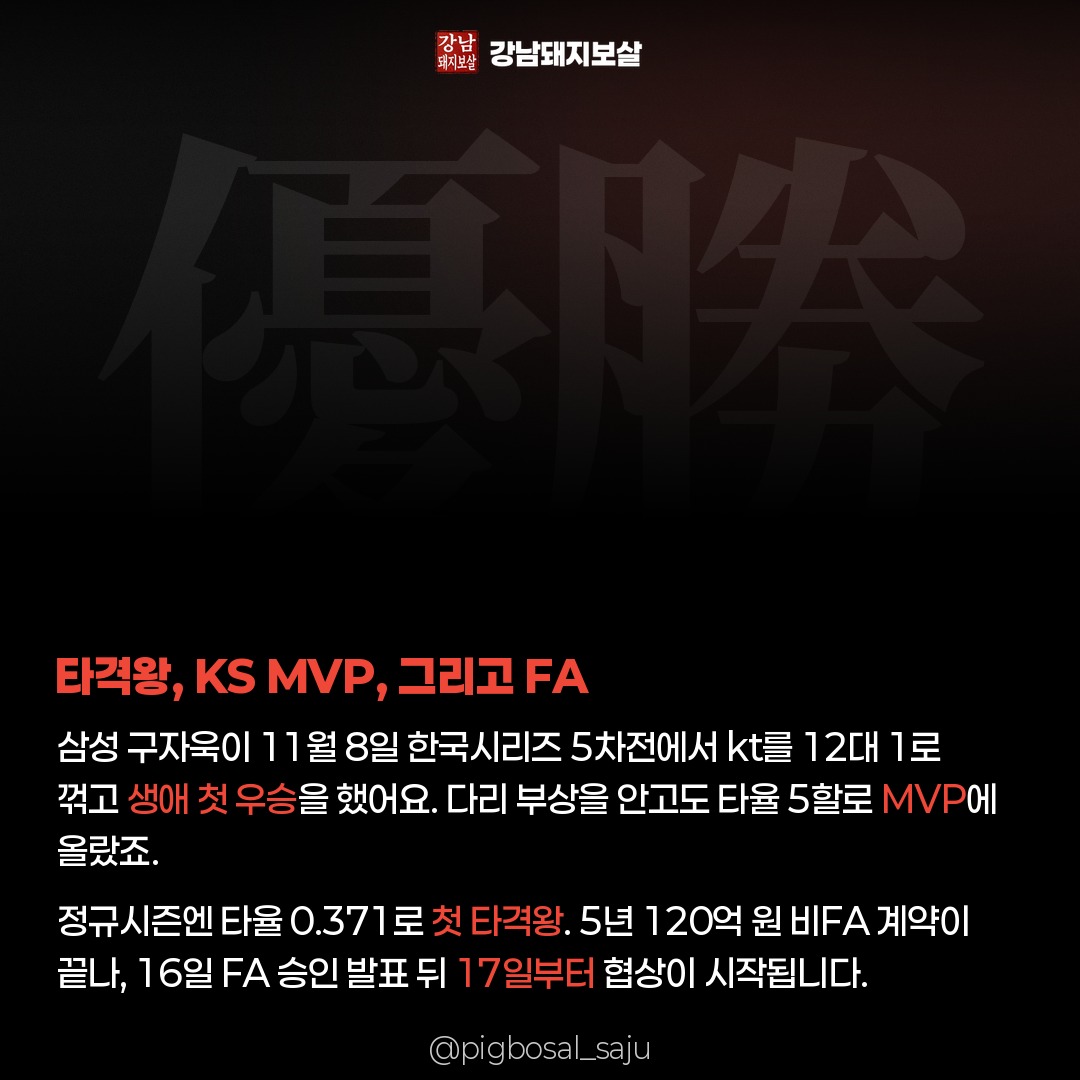 강남
돼지보살
강남돼지보살
優勝
타격왕, KS MVP, 그리고 FA
삼성 구자욱이 11월 8일 한국시리즈 5차전에서 kt를 12대 1로
꺾고 생애 첫 우승을 했어요. 다리 부상을 안고도 타율 5할로 MVP에
올랐죠.
정규시즌엔 타율 0.371로 첫 타격왕. 5년 120억 원 비FA 계약이
끝나, 16일 FA 승인 발표 뒤 17일부터 협상이 시작됩니다.
@pigbosal_saju